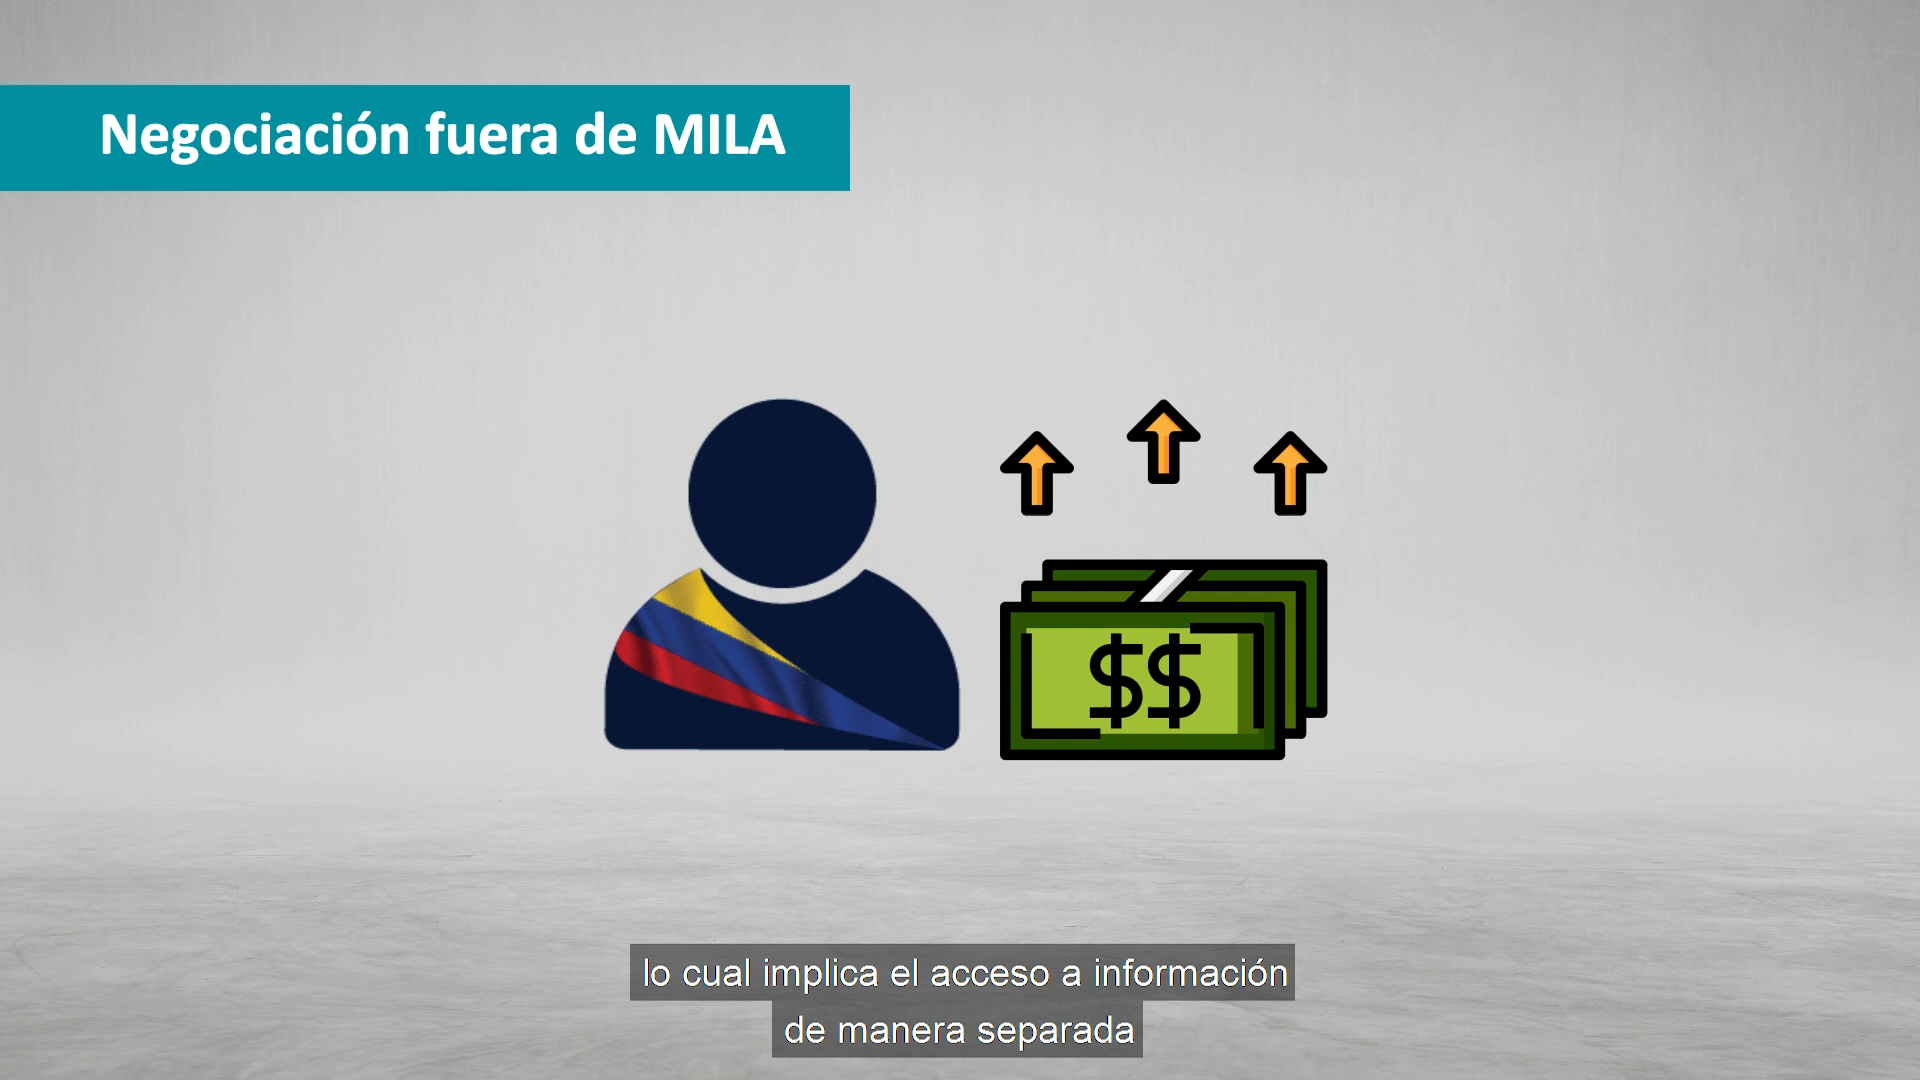 Negociación fuera de MILA
$$
lo cual implica el acceso a información
de manera separada